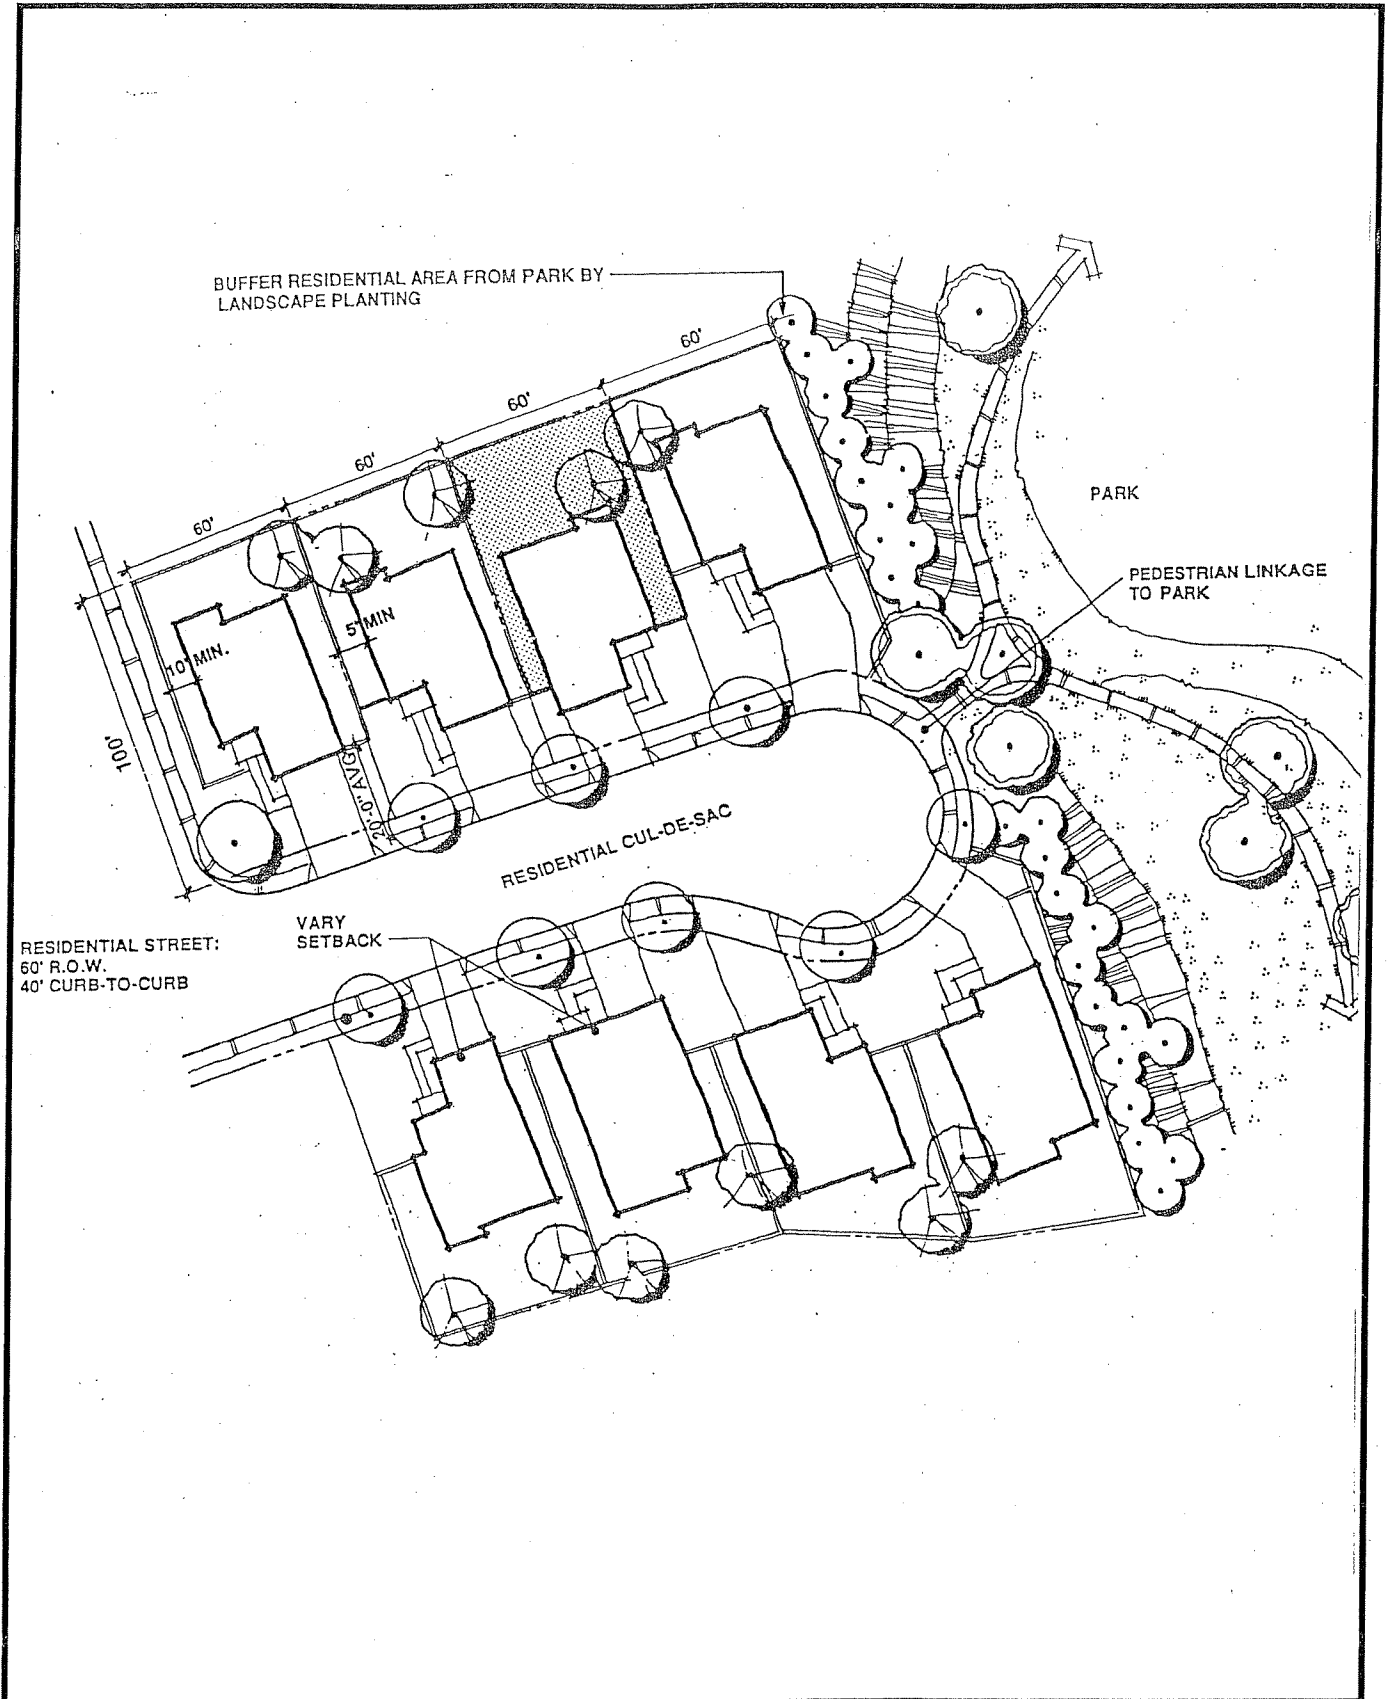 BUFFER RESIDENTIAL AREA FROM PARK BY
LANDSCAPE PLANTING
60'
60'
60'
60'
PARK
PEDESTRIAN LINKAGE
TO PARK
5' MIN
10' MIN.
100'
20'-0" AVG.
RESIDENTIAL CUL-DE-SAC
VARY
SETBACK
RESIDENTIAL STREET:
60' R.O.W.
40' CURB-TO-CURB